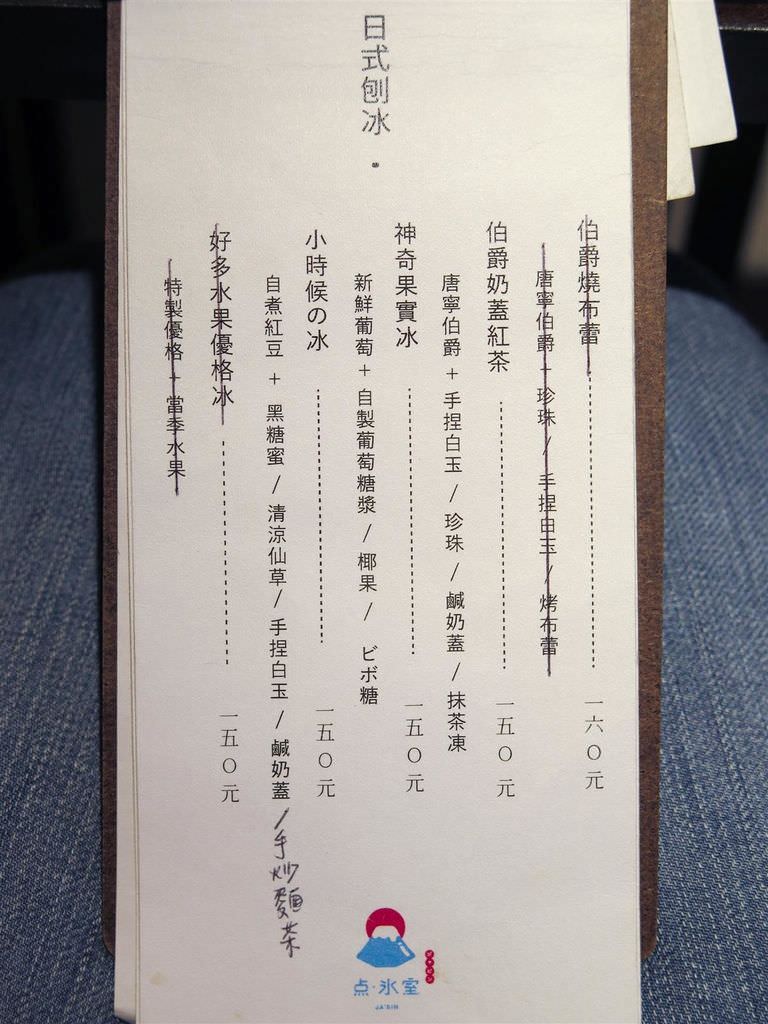 日式刨冰・
伯爵燒布蕾 一六〇元
唐寧伯爵 + 珍珠 / 手捏白玉 / 烤布蕾
伯爵奶蓋紅茶 一五〇元
唐寧伯爵 + 手捏白玉 / 珍珠 / 鹹奶蓋 / 抹茶凍
神奇果實冰 一五〇元
新鮮葡萄 + 自製葡萄糖漿 / 椰果 / ビボ糖
小時候の冰 一五〇元
自煮紅豆 + 黑糖蜜 / 清涼仙草 / 手捏白玉 / 鹹奶蓋 / 手炒麵茶
好多水果優格冰 一五〇元
特製優格 + 當季水果
点・氷室
JA'BIN